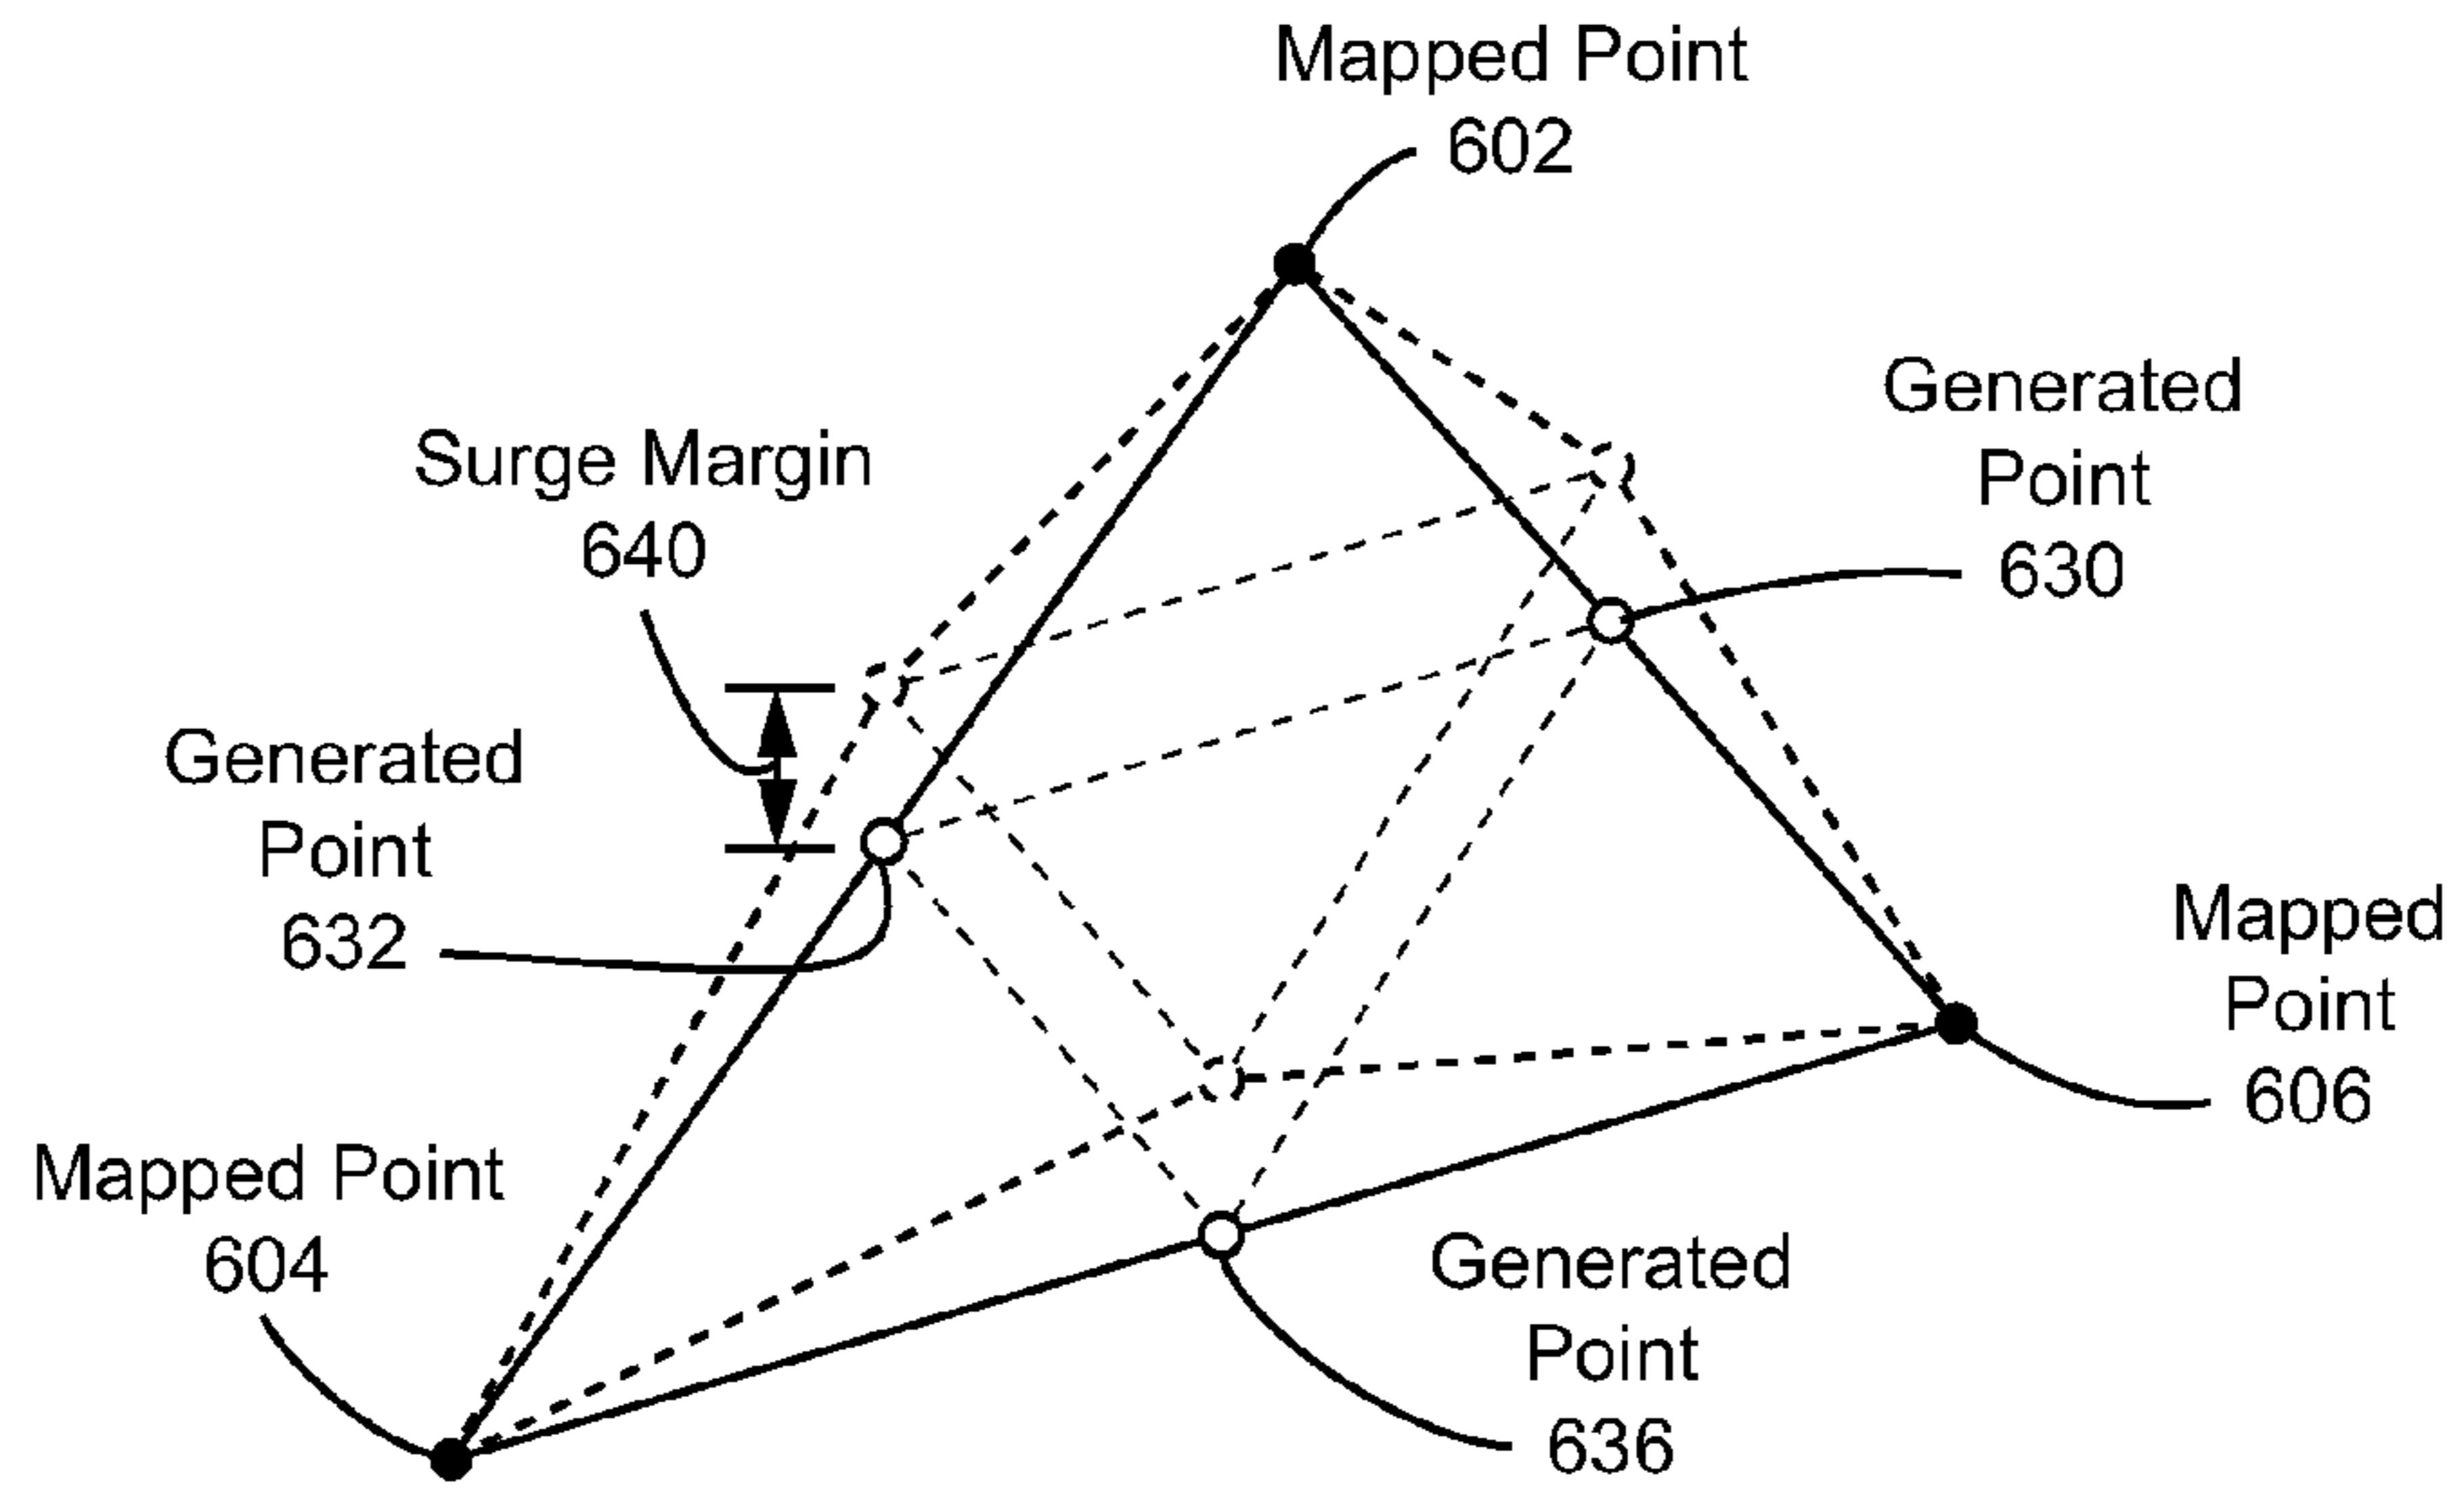 Mapped Point
602
Generated
Point
630
Surge Margin
640
Generated
Point
632
Mapped
Point
606
Mapped Point
604
Generated
Point
636